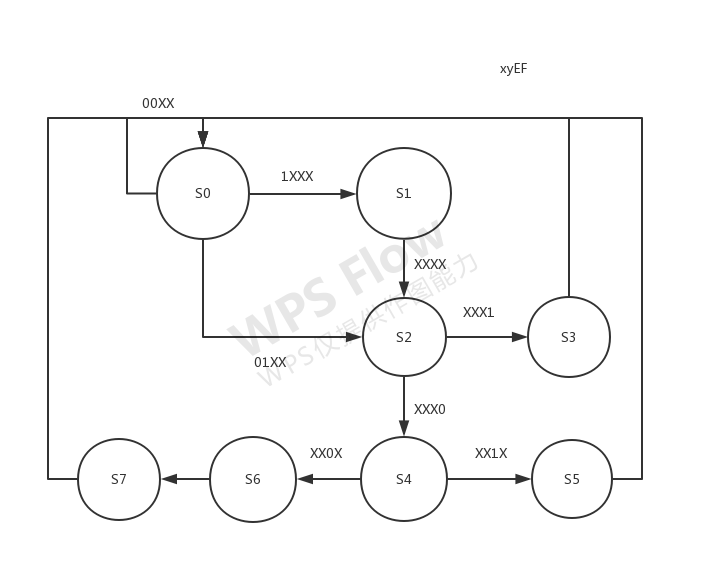 xyEF
00XX
1XXX
S0
S1
XXXX
WPS Flow
WPS仅提供作图能力
XXX1
S2
S3
01XX
XXX0
XX0X
XX1X
S7
S6
S4
S5